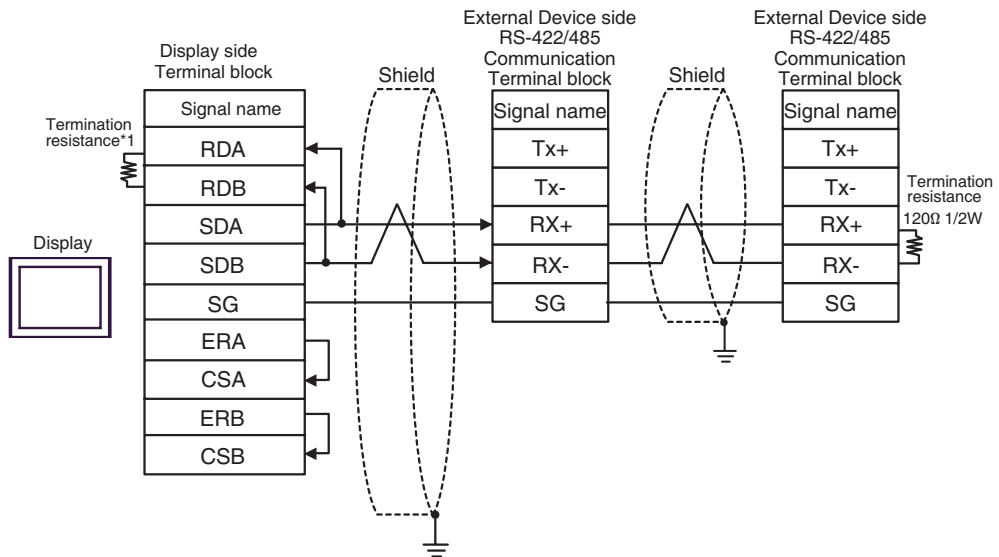 Display side
Terminal block
Signal name
RDA
RDB
SDA
SDB
SG
ERA
CSA
ERB
CSB
Termination
resistance*1
Display
Shield
External Device side
RS-422/485
Communication
Terminal block
Signal name
Tx+
Tx-
RX+
RX-
SG
Shield
External Device side
RS-422/485
Communication
Terminal block
Signal name
Tx+
Tx-
RX+
RX-
SG
Termination
resistance
120Ω 1/2W